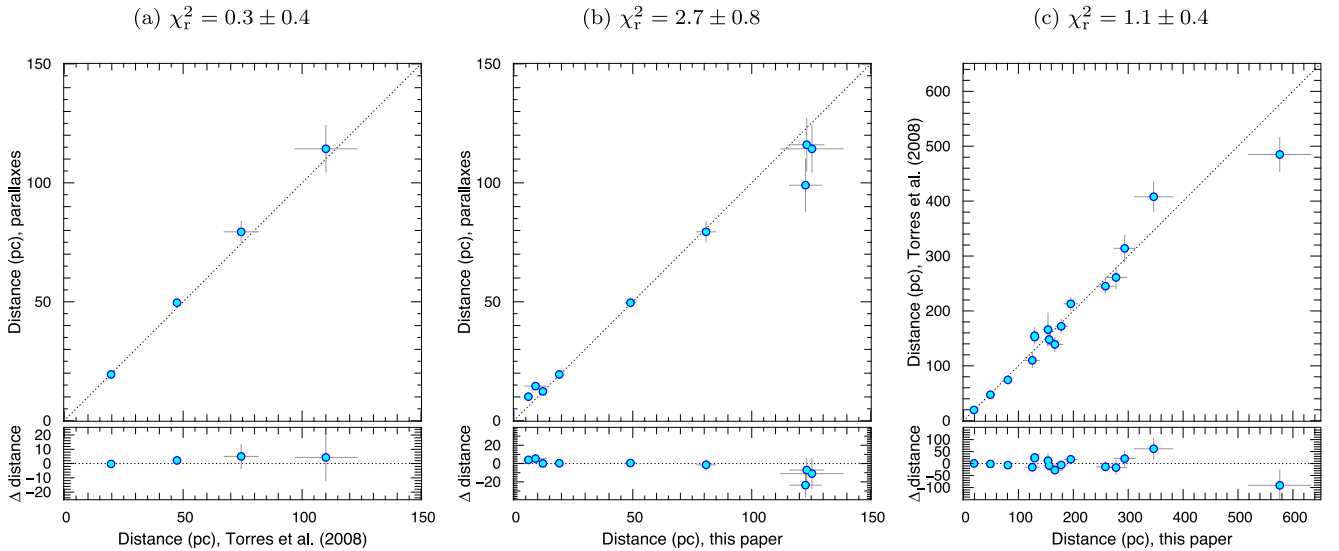 (a) χ²ᵣ = 0.3 ± 0.4
150
100
50
0
Distance (pc), parallaxes
20
10
0
−10
−20
Δ distance
0 50 100 150
Distance (pc), Torres et al. (2008)
(b) χ²ᵣ = 2.7 ± 0.8
150
100
50
0
Distance (pc), parallaxes
20
0
−20
Δ distance
0 50 100 150
Distance (pc), this paper
(c) χ²ᵣ = 1.1 ± 0.4
600
500
400
300
200
100
0
Distance (pc), Torres et al. (2008)
100
50
0
−50
−100
Δ distance
0 100 200 300 400 500 600
Distance (pc), this paper